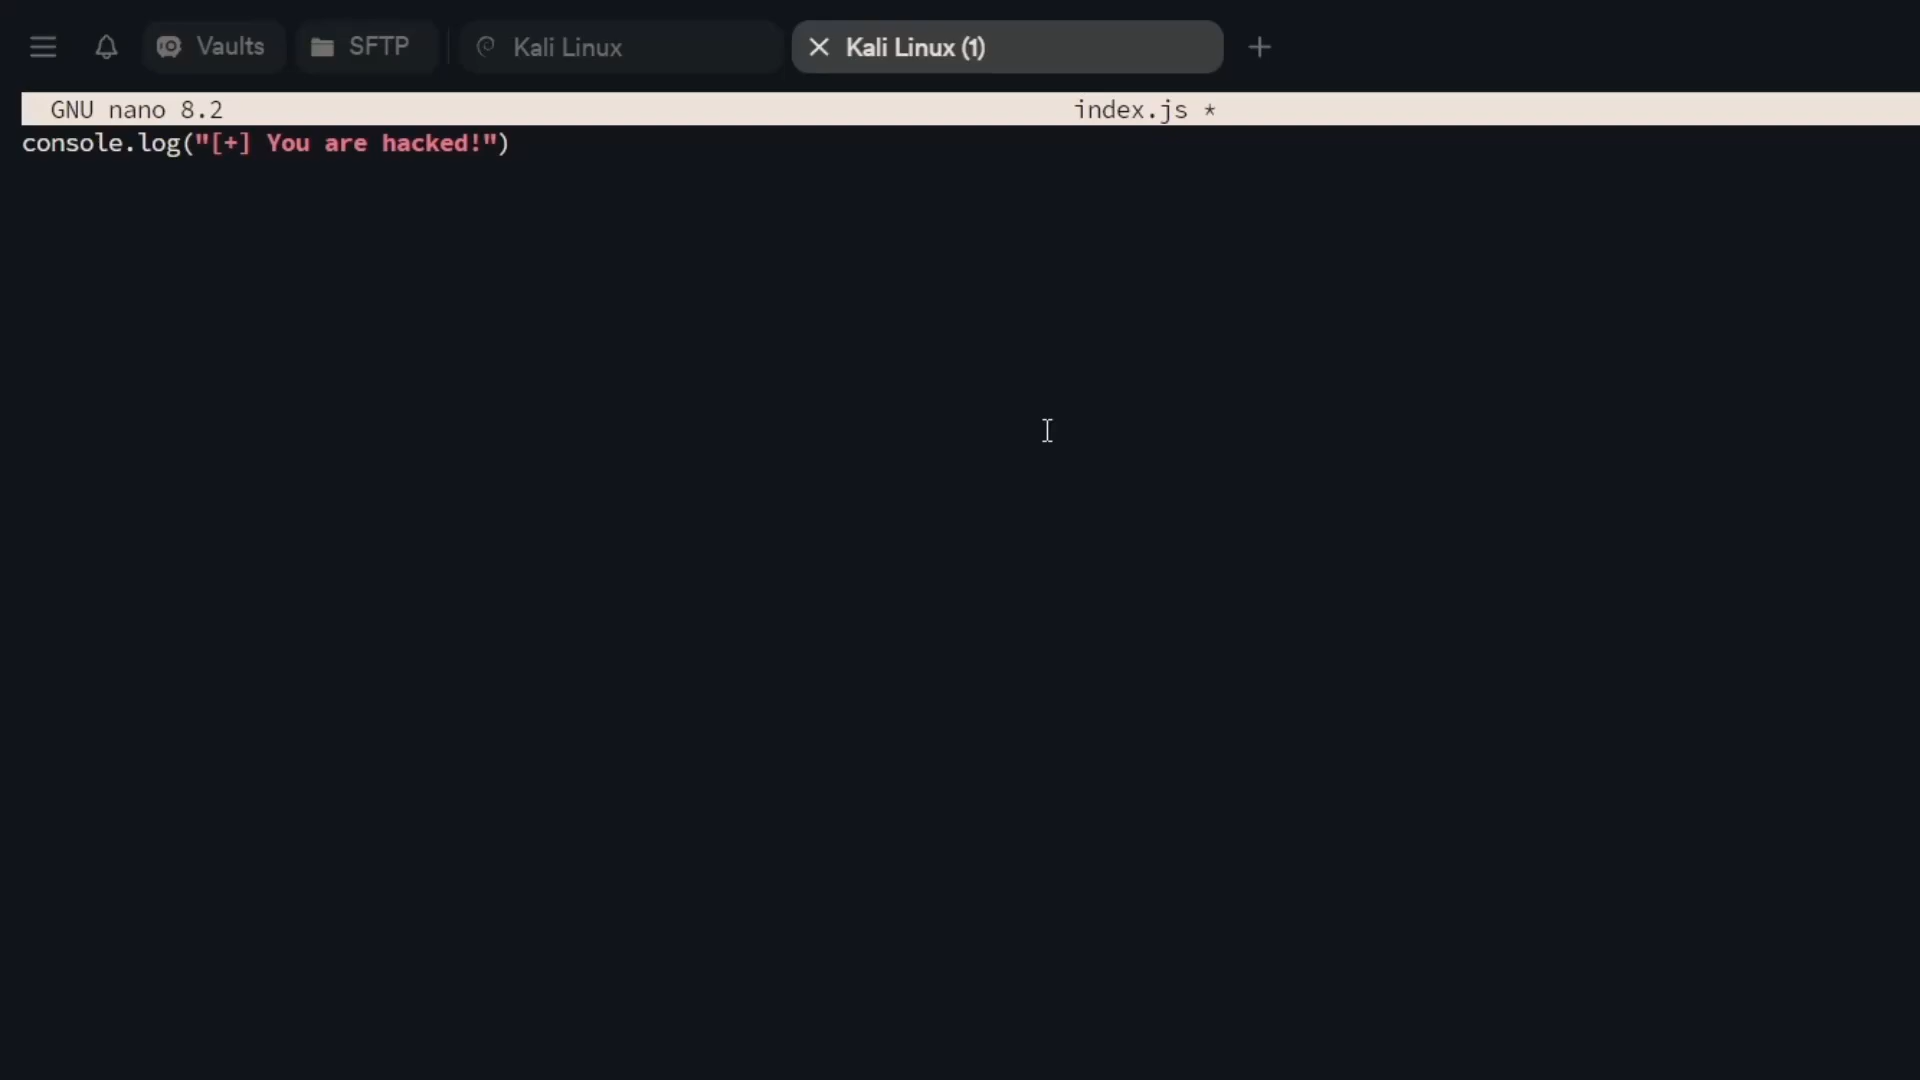 Vaults SFTP Kali Linux Kali Linux (1)
GNU nano 8.2 index.js *
console.log("[+] You are hacked!")